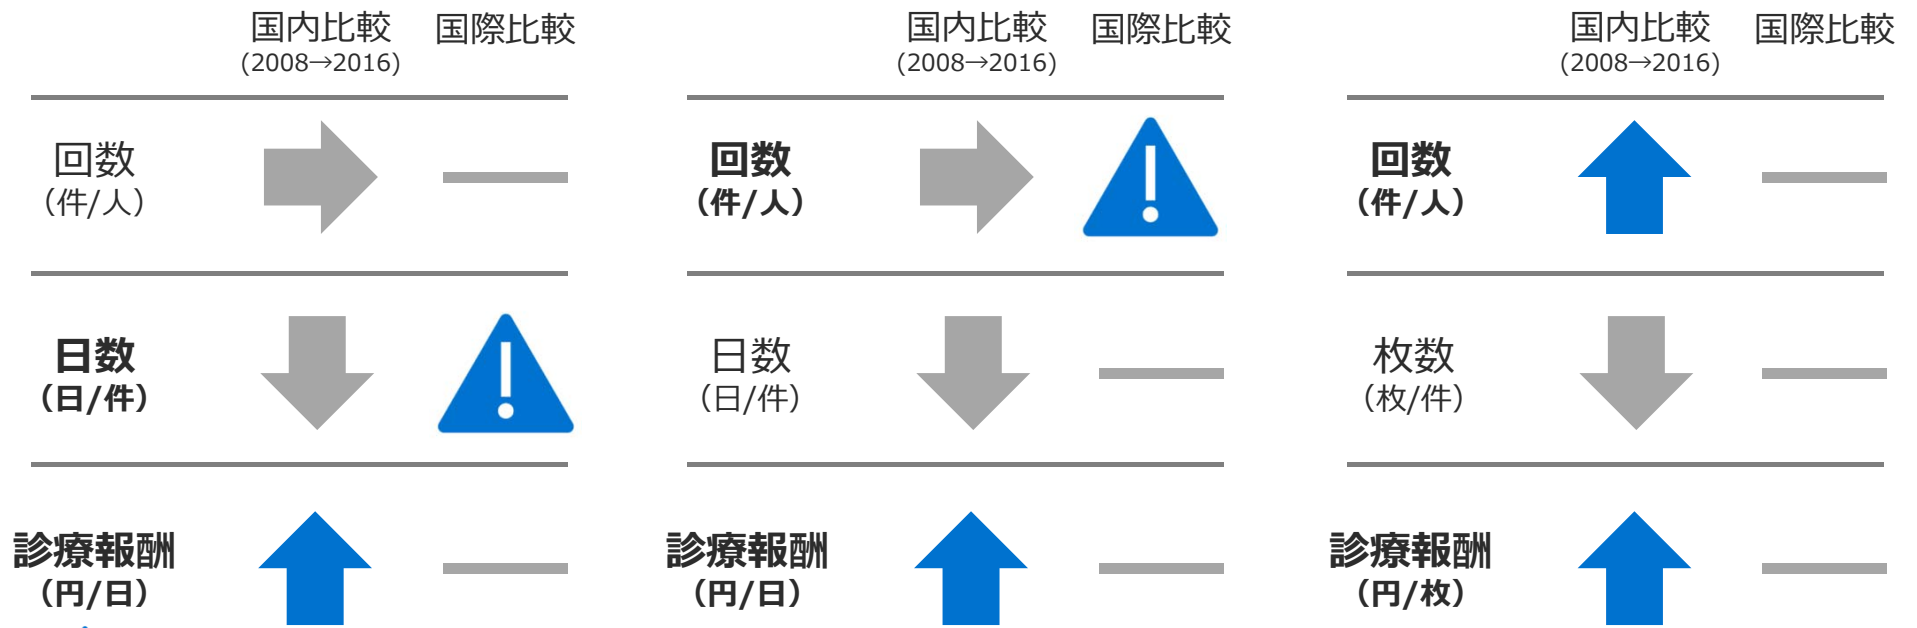 国内比較 国際比較
(2008→2016)
回数
(件/人)
日数
(日/件)
診療報酬
(円/日)
国内比較 国際比較
(2008→2016)
回数
(件/人)
日数
(日/件)
診療報酬
(円/日)
国内比較 国際比較
(2008→2016)
回数
(件/人)
枚数
(枚/件)
診療報酬
(円/枚)